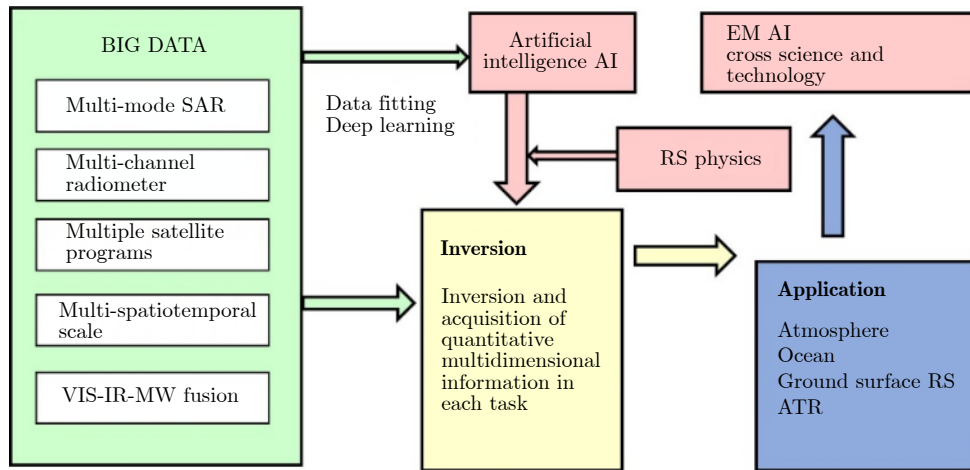 BIG DATA
Multi-mode SAR
Multi-channel
radiometer
Multiple satellite
programs
Multi-spatiotemporal
scale
VIS-IR-MW fusion
Data fitting
Deep learning
Artificial
intelligence AI
RS physics
Inversion
Inversion and
acquisition of
quantitative
multidimensional
information in
each task
Application
Atmosphere
Ocean
Ground surface RS
ATR
EM AI
cross science and
technology